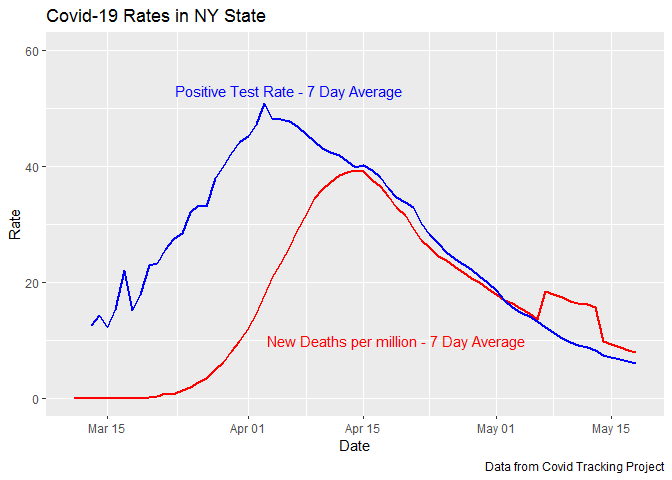 Covid-19 Rates in NY State
60
Positive Test Rate - 7 Day Average
40
Rate
20
New Deaths per million - 7 Day Average
0
Mar 15
Apr 01
Apr 15
May 01
May 15
Date
Data from Covid Tracking Project